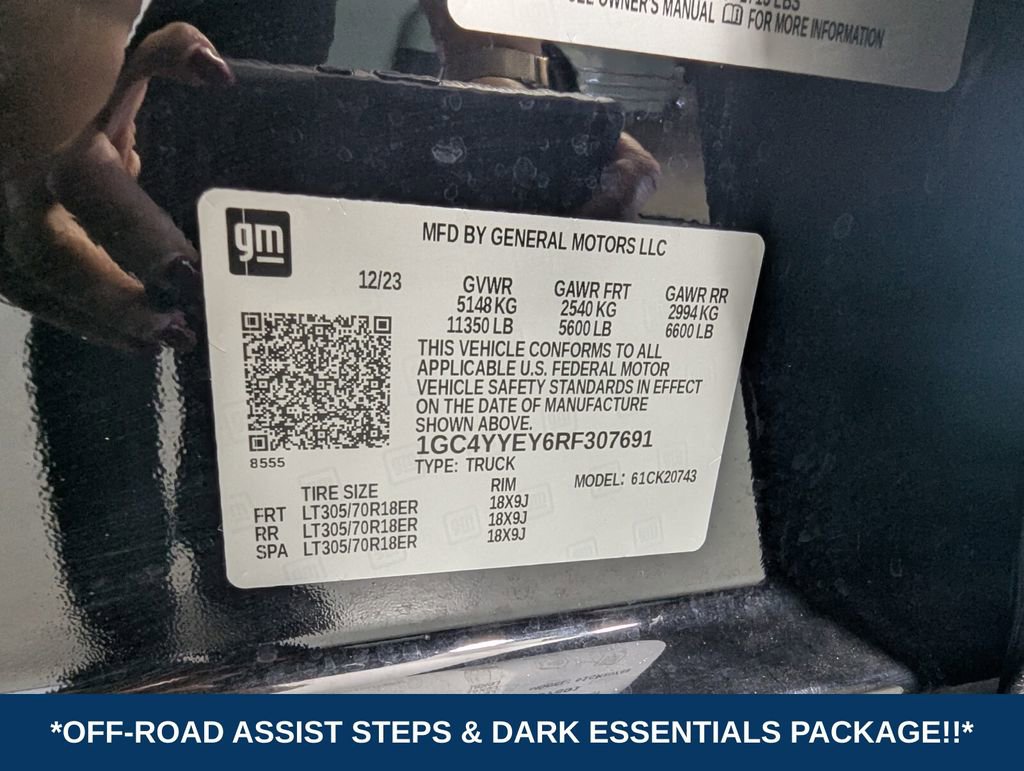 OWNER'S MANUAL FOR MORE INFORMATION
gm
MFD BY GENERAL MOTORS LLC
12/23
GVWR GAWR FRT GAWR RR
5148 KG 2540 KG 2994 KG
11350 LB 5600 LB 6600 LB
THIS VEHICLE CONFORMS TO ALL
APPLICABLE U.S. FEDERAL MOTOR
VEHICLE SAFETY STANDARDS IN EFFECT
ON THE DATE OF MANUFACTURE
SHOWN ABOVE.
1GC4YYEY6RF307691
8555
TYPE: TRUCK
MODEL: 61CK20743
TIRE SIZE RIM
FRT LT305/70R18ER 18X9J
RR LT305/70R18ER 18X9J
SPA LT305/70R18ER 18X9J
*OFF-ROAD ASSIST STEPS & DARK ESSENTIALS PACKAGE!!*